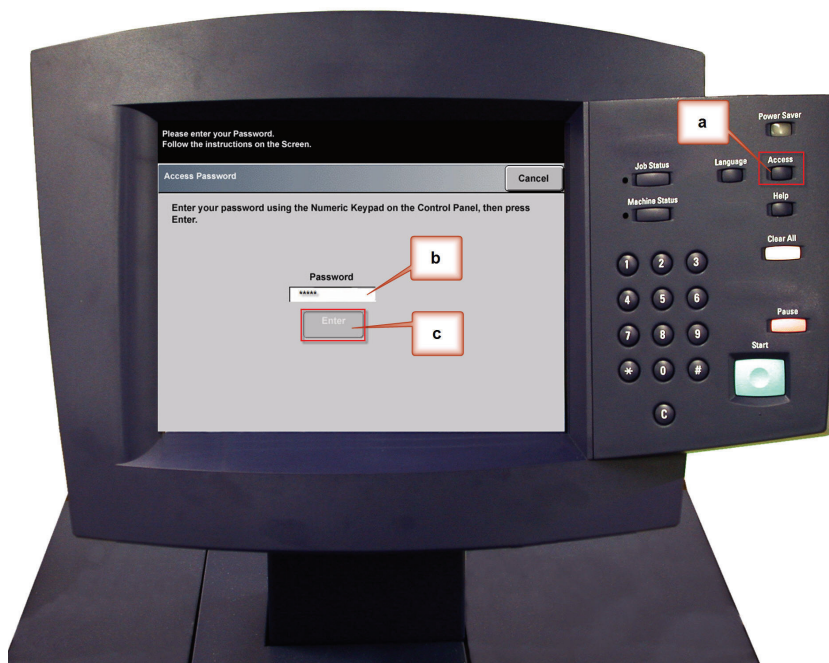 Please enter your Password.
Follow the instructions on the Screen.
Access Password
Cancel
Enter your password using the Numeric Keypad on the Control Panel, then press
Enter.
Password
*****
Enter
a
b
c
Power Saver
Job Status
Language
Access
Machine Status
Help
Clear All
1 2 3
4 5 6
Pause
7 8 9
Start
* 0 #
C